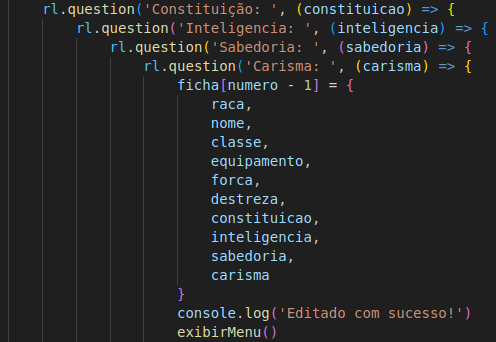 rl.question('Constituição: ', (constituicao) => {
rl.question('Inteligencia: ', (inteligencia) => {
rl.question('Sabedoria: ', (sabedoria) => {
rl.question('Carisma: ', (carisma) => {
ficha[numero - 1] = {
raca,
nome,
classe,
equipamento,
forca,
destreza,
constituicao,
inteligencia,
sabedoria,
carisma
}
console.log('Editado com sucesso!')
exibirMenu()